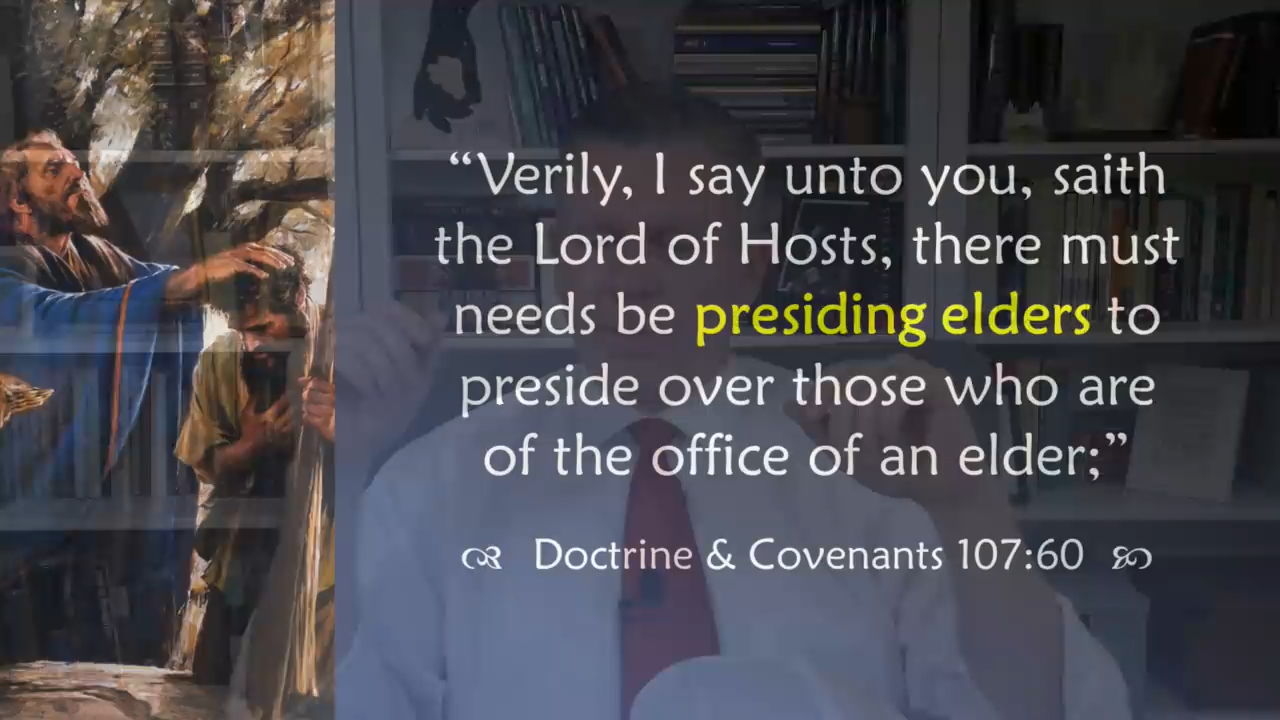 “Verily, I say unto you, saith
the Lord of Hosts, there must
needs be presiding elders to
preside over those who are
of the office of an elder;”
Doctrine & Covenants 107:60